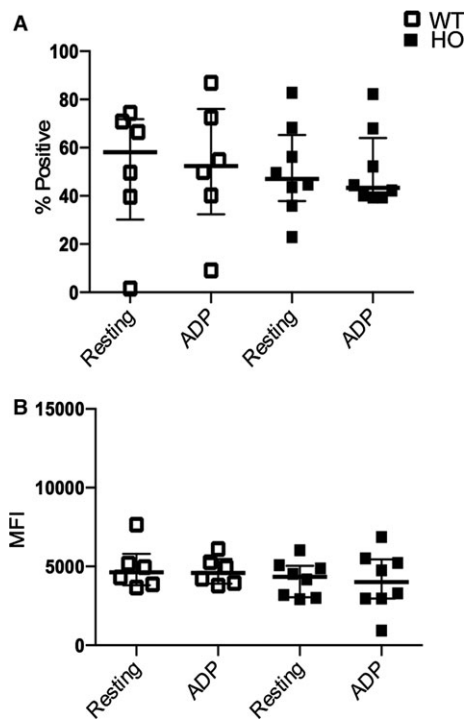 A
WT
HO
% Positive
100
80
60
40
20
0
Resting
ADP
Resting
ADP
B
MFI
15000
10000
5000
0
Resting
ADP
Resting
ADP